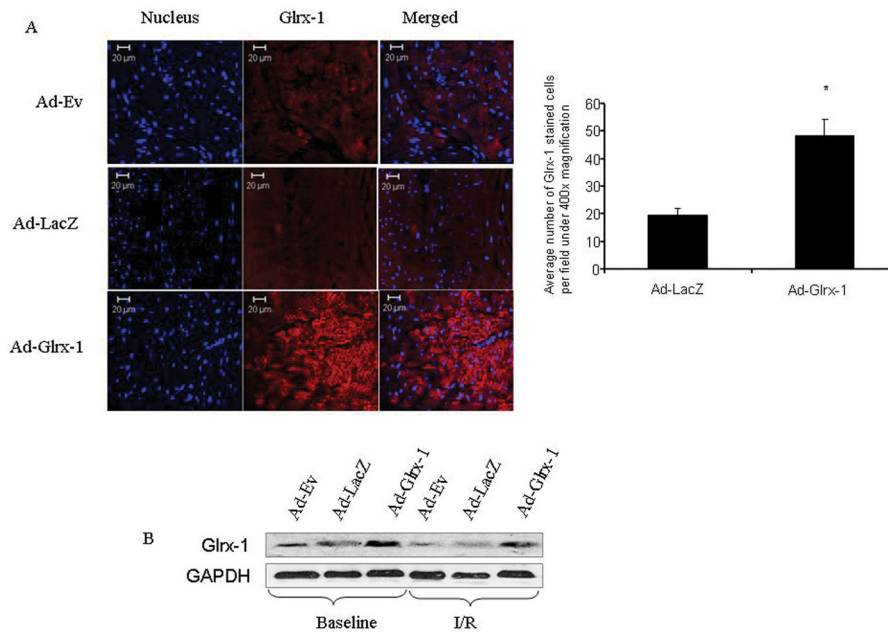 A
Nucleus Glrx-1 Merged
20 µm 20 µm 20 µm
Ad-Ev
20 µm 20 µm 20 µm
Ad-LacZ
20 µm 20 µm 20 µm
Ad-Glrx-1
Average number of Glrx-1 stained cells
per field under 400x magnification
60
50
40
30
20
10
0
*
Ad-LacZ Ad-Glrx-1
B
Ad-Ev Ad-LacZ Ad-Glrx-1 Ad-Ev Ad-LacZ Ad-Glrx-1
Glrx-1
GAPDH
Baseline I/R